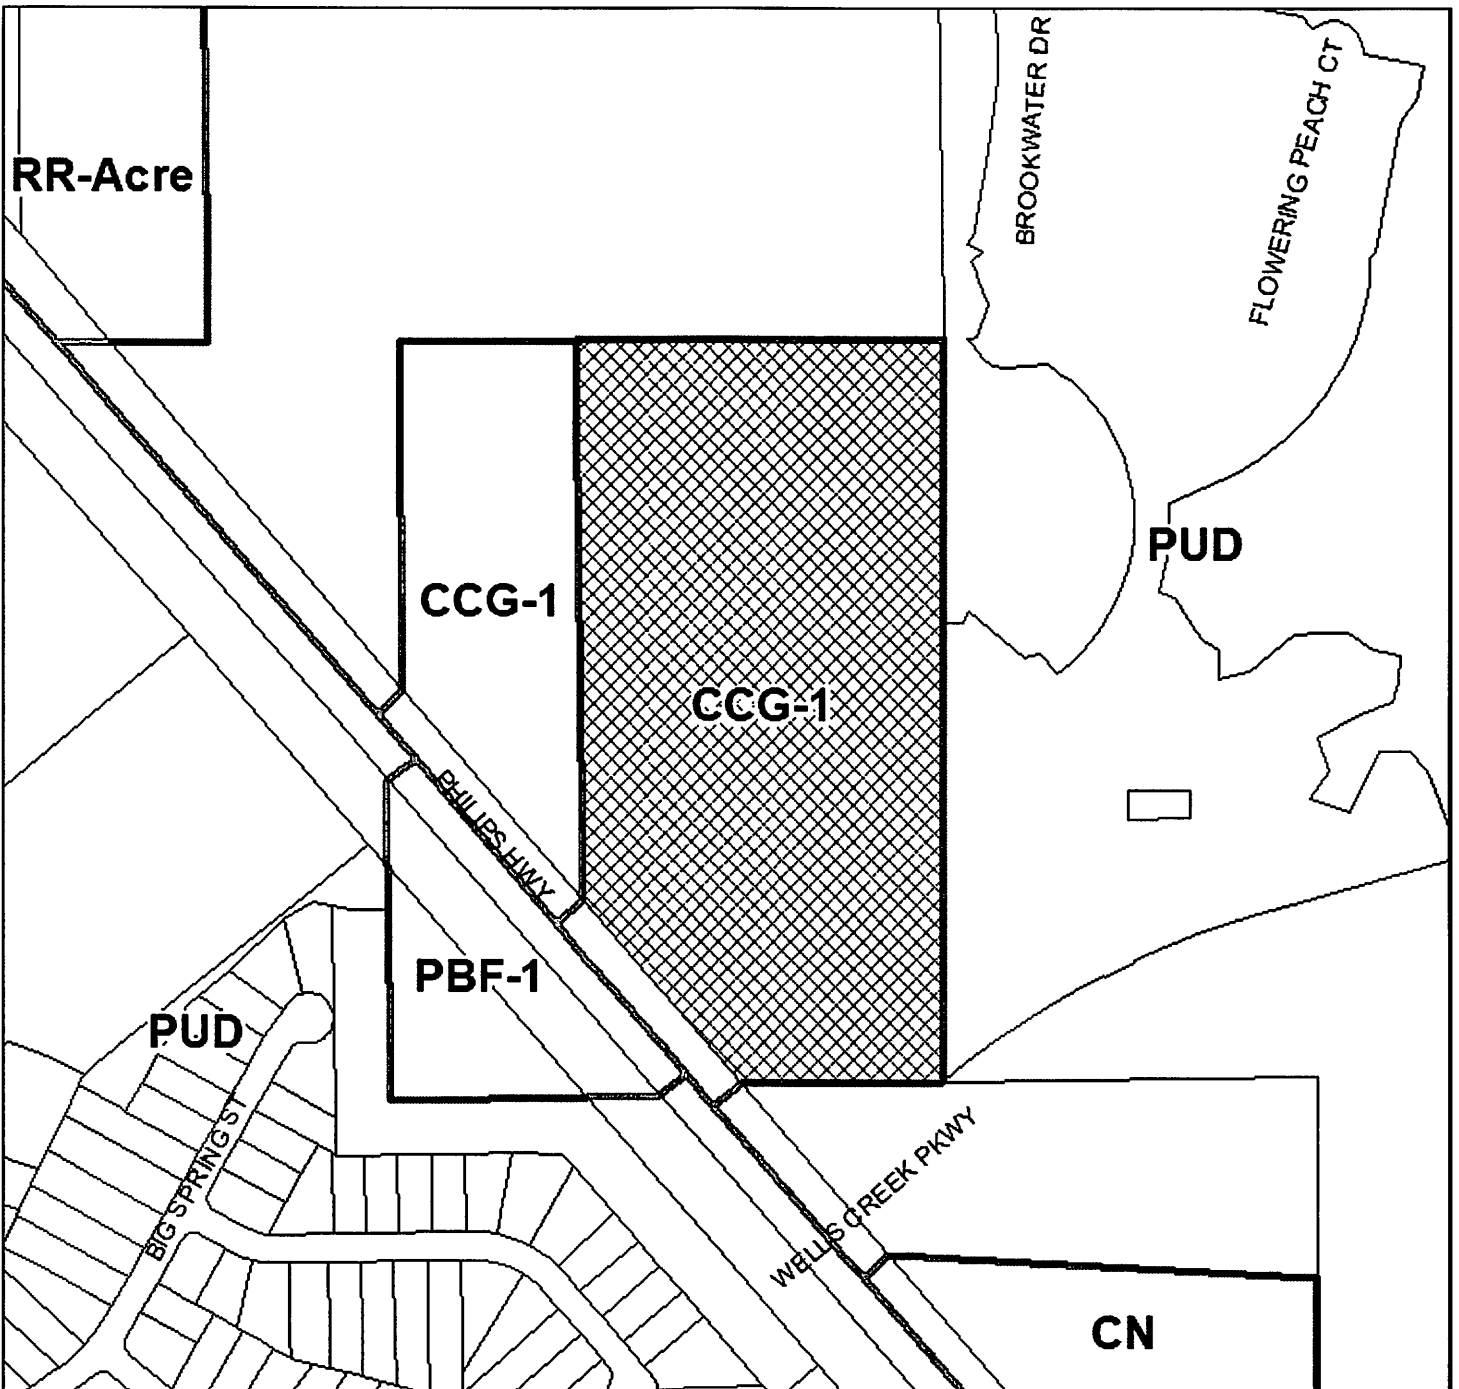 BROOKWATER DR
FLOWERING PEACH CT
RR-Acre
PUD
CCG-1
CCG-1
PHILIPS HWY
PBF-1
PUD
BIG SPRING ST
WELLS CREEK PKWY
CN